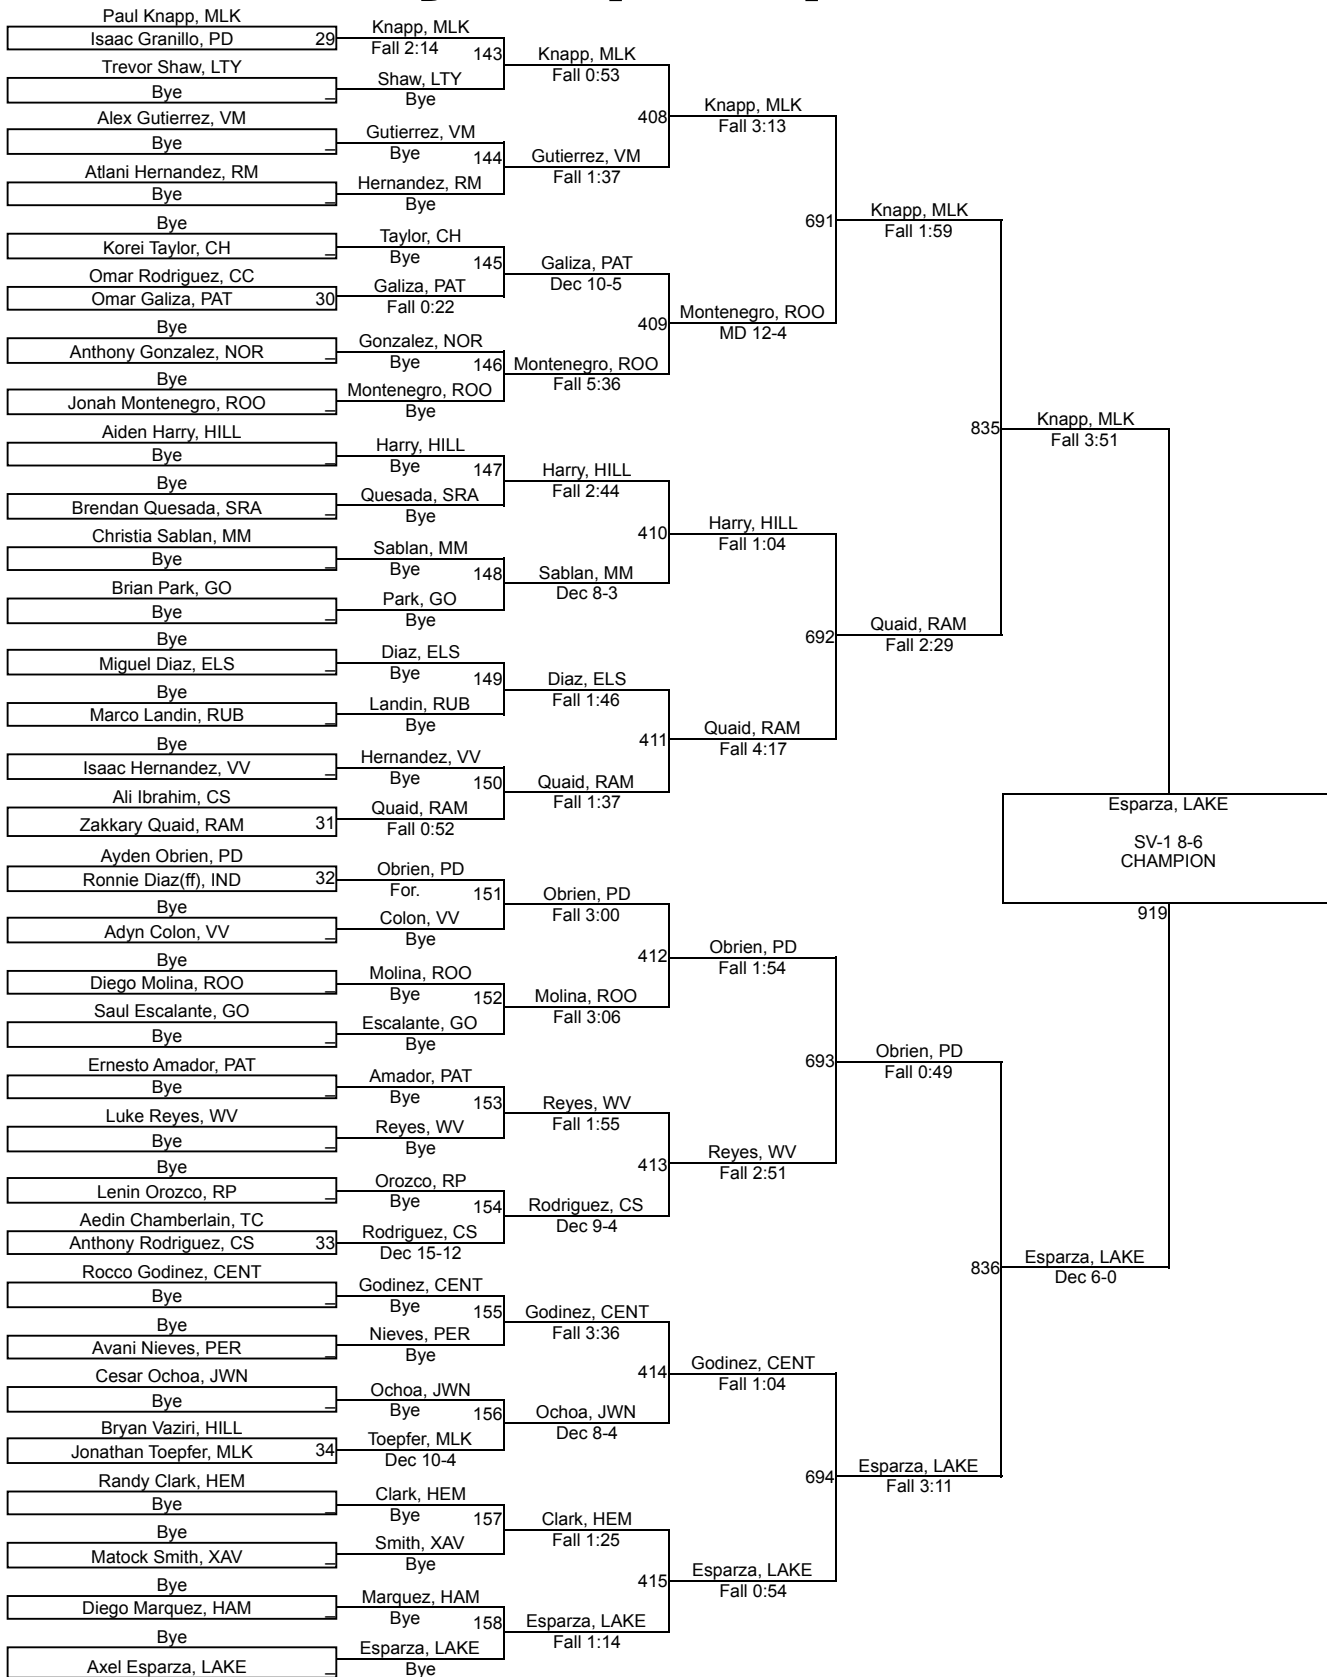 Paul Knapp, MLK
Isaac Granillo, PD 29
Trevor Shaw, LTY
Bye _
Alex Gutierrez, VM
Bye _
Atlani Hernandez, RM
Bye _
Bye
Korei Taylor, CH _
Omar Rodriguez, CC
Omar Galiza, PAT 30
Bye
Anthony Gonzalez, NOR _
Bye
Jonah Montenegro, ROO _
Aiden Harry, HILL
Bye _
Bye
Brendan Quesada, SRA _
Christia Sablan, MM
Bye _
Brian Park, GO
Bye _
Bye
Miguel Diaz, ELS _
Bye
Marco Landin, RUB _
Bye
Isaac Hernandez, VV _
Ali Ibrahim, CS
Zakkary Quaid, RAM 31
Ayden Obrien, PD
Ronnie Diaz(ff), IND 32
Bye
Adyn Colon, VV _
Bye
Diego Molina, ROO _
Saul Escalante, GO
Bye _
Ernesto Amador, PAT
Bye _
Luke Reyes, WV
Bye _
Bye
Lenin Orozco, RP _
Aedin Chamberlain, TC
Anthony Rodriguez, CS 33
Rocco Godinez, CENT
Bye _
Bye
Avani Nieves, PER _
Cesar Ochoa, JWN
Bye _
Bryan Vaziri, HILL
Jonathan Toepfer, MLK 34
Randy Clark, HEM
Bye _
Bye
Matock Smith, XAV _
Bye
Diego Marquez, HAM _
Bye
Axel Esparza, LAKE _
Knapp, MLK
Fall 2:14
143
Shaw, LTY
Bye
Gutierrez, VM
Bye
144
Hernandez, RM
Bye
Taylor, CH
Bye
145
Galiza, PAT
Fall 0:22
Gonzalez, NOR
Bye
146
Montenegro, ROO
Bye
Harry, HILL
Bye
147
Quesada, SRA
Bye
Sablan, MM
Bye
148
Park, GO
Bye
Diaz, ELS
Bye
149
Landin, RUB
Bye
Hernandez, VV
Bye
150
Quaid, RAM
Fall 0:52
Obrien, PD
For.
151
Colon, VV
Bye
Molina, ROO
Bye
152
Escalante, GO
Bye
Amador, PAT
Bye
153
Reyes, WV
Bye
Orozco, RP
Bye
154
Rodriguez, CS
Dec 15-12
Godinez, CENT
Bye
155
Nieves, PER
Bye
Ochoa, JWN
Bye
156
Toepfer, MLK
Dec 10-4
Clark, HEM
Bye
157
Smith, XAV
Bye
Marquez, HAM
Bye
158
Esparza, LAKE
Bye
Knapp, MLK
Fall 0:53
408
Gutierrez, VM
Fall 1:37
Galiza, PAT
Dec 10-5
409
Montenegro, ROO
Fall 5:36
Harry, HILL
Fall 2:44
410
Sablan, MM
Dec 8-3
Diaz, ELS
Fall 1:46
411
Quaid, RAM
Fall 1:37
Obrien, PD
Fall 3:00
412
Molina, ROO
Fall 3:06
Reyes, WV
Fall 1:55
413
Rodriguez, CS
Dec 9-4
Godinez, CENT
Fall 3:36
414
Ochoa, JWN
Dec 8-4
Clark, HEM
Fall 1:25
415
Esparza, LAKE
Fall 1:14
Knapp, MLK
Fall 3:13
691
Montenegro, ROO
MD 12-4
Harry, HILL
Fall 1:04
692
Quaid, RAM
Fall 4:17
Obrien, PD
Fall 1:54
693
Reyes, WV
Fall 2:51
Godinez, CENT
Fall 1:04
694
Esparza, LAKE
Fall 0:54
Knapp, MLK
Fall 1:59
835
Quaid, RAM
Fall 2:29
Obrien, PD
Fall 0:49
836
Esparza, LAKE
Fall 3:11
Knapp, MLK
Fall 3:51
Esparza, LAKE
Dec 6-0
Esparza, LAKE
SV-1 8-6
CHAMPION
919